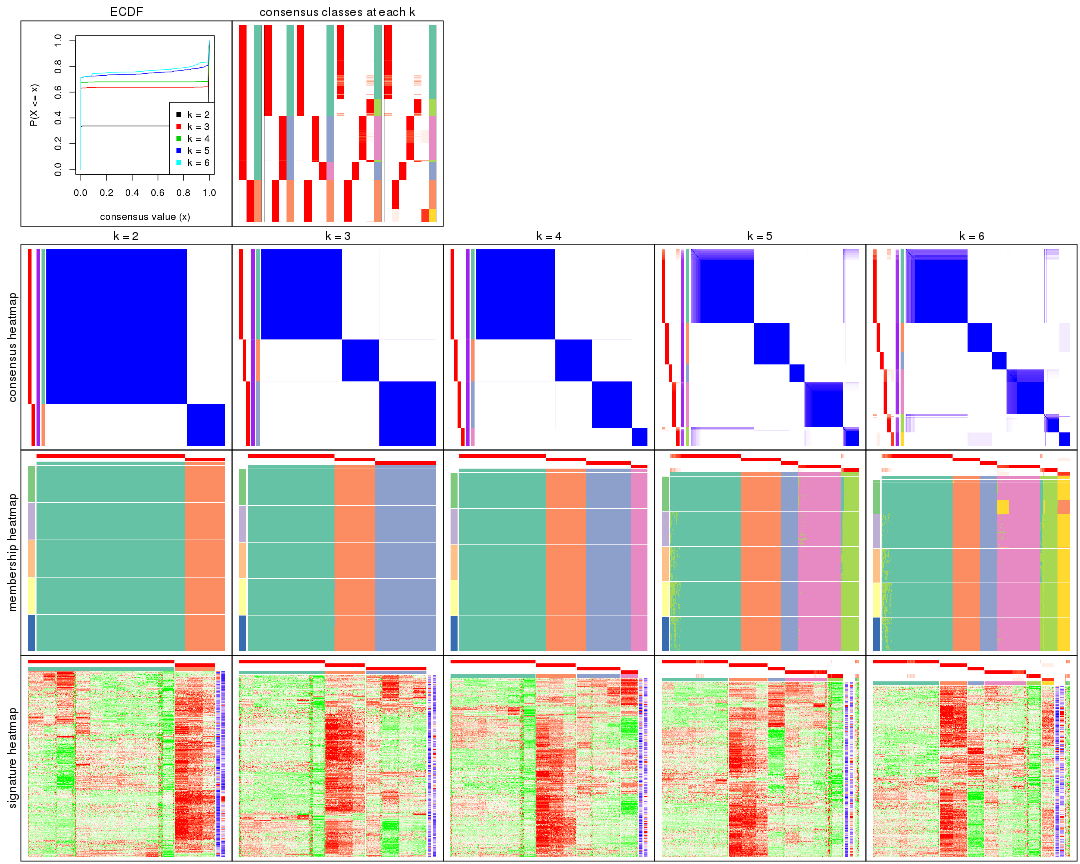 ECDF
consensus classes at each k
P(X <= x)
0.0
0.2
0.4
0.6
0.8
1.0
k = 2
k = 3
k = 4
k = 5
k = 6
0.0 0.2 0.4 0.6 0.8 1.0
consensus value (x)
k = 2
k = 3
k = 4
k = 5
k = 6
consensus heatmap
membership heatmap
signature heatmap